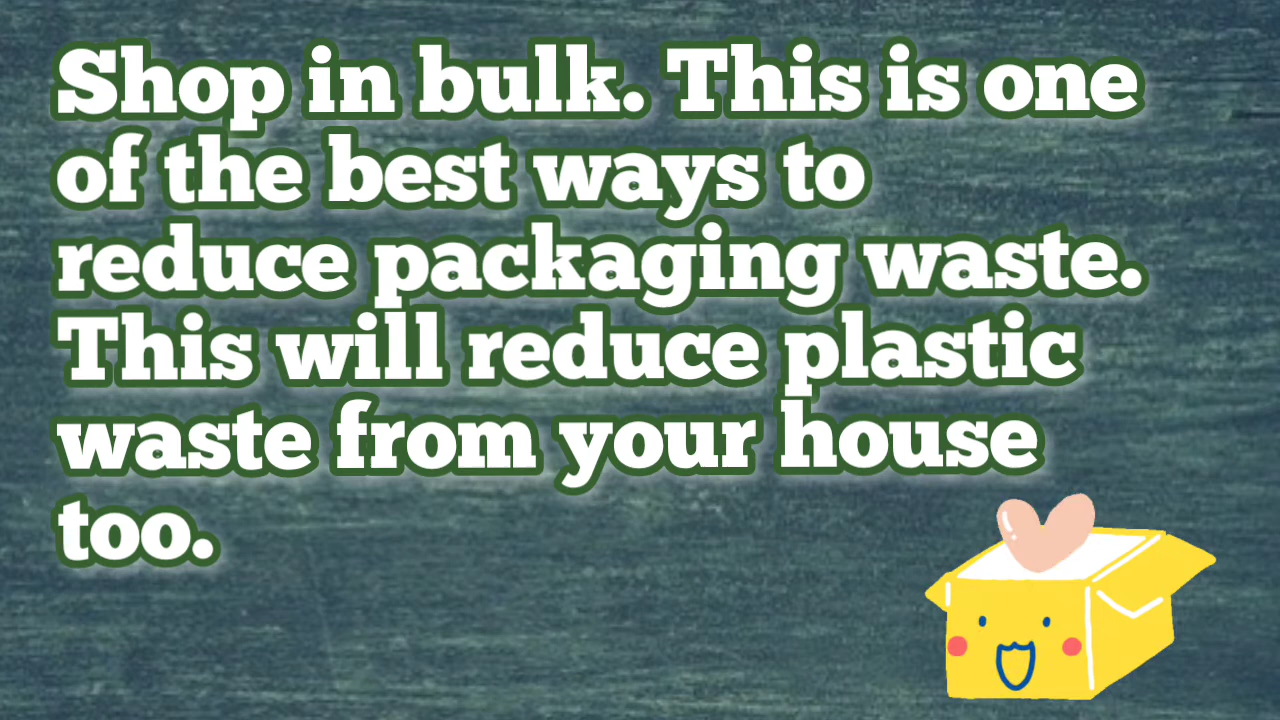 Shop in bulk. This is one
of the best ways to
reduce packaging waste.
This will reduce plastic
waste from your house
too.